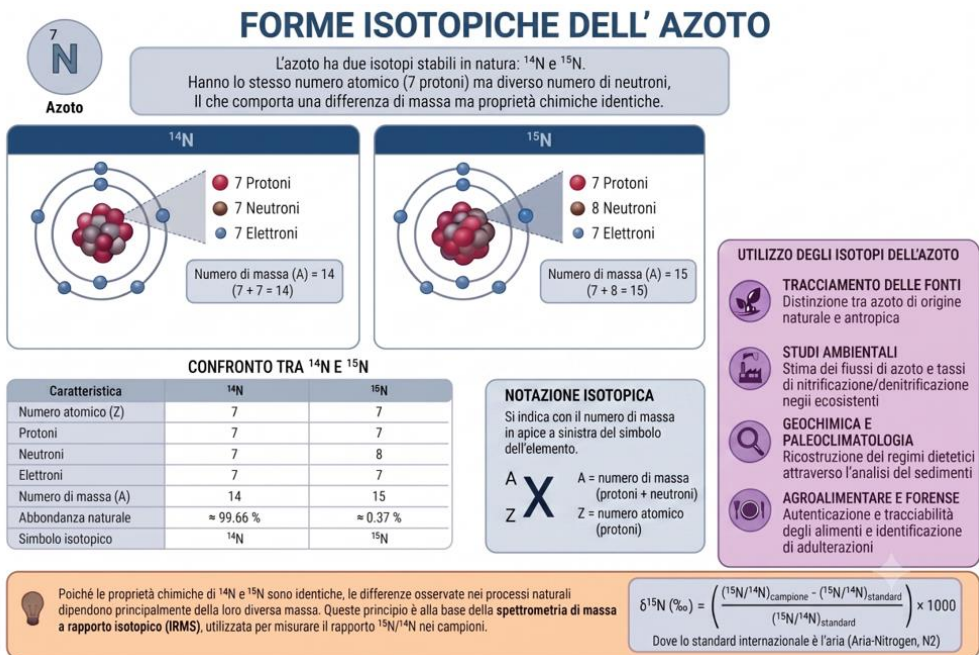 7
N
Azoto
FORME ISOTOPICHE DELL' AZOTO
L'azoto ha due isotopi stabili in natura: ¹⁴N e ¹⁵N.
Hanno lo stesso numero atomico (7 protoni) ma diverso numero di neutroni,
Il che comporta una differenza di massa ma proprietà chimiche identiche.
¹⁴N
7 Protoni
7 Neutroni
7 Elettroni
Numero di massa (A) = 14
(7 + 7 = 14)
¹⁵N
7 Protoni
8 Neutroni
7 Elettroni
Numero di massa (A) = 15
(7 + 8 = 15)
CONFRONTO TRA ¹⁴N E ¹⁵N
Caratteristica ¹⁴N ¹⁵N
Numero atomico (Z) 7 7
Protoni 7 7
Neutroni 7 8
Elettroni 7 7
Numero di massa (A) 14 15
Abbondanza naturale ≈ 99.66 % ≈ 0.37 %
Simbolo isotopico ¹⁴N ¹⁵N
NOTAZIONE ISOTOPICA
Si indica con il numero di massa
in apice a sinistra del simbolo
dell'elemento.
A
Z
X
A = numero di massa
(protoni + neutroni)
Z = numero atomico
(protoni)
UTILIZZO DEGLI ISOTOPI DELL'AZOTO
TRACCIAMENTO DELLE FONTI
Distinzione tra azoto di origine
naturale e antropica
STUDI AMBIENTALI
Stima dei flussi di azoto e tassi
di nitrificazione/denitrificazione
negii ecosistenti
GEOCHIMICA E
PALEOCLIMATOLOGIA
Ricostruzione del regimi dietetici
attraverso l'analisi del sedimenti
AGROALIMENTARE E FORENSE
Autenticazione e tracciabilità
degli alimenti e identificazione
di adulterazioni
Poiché le proprietà chimiche di ¹⁴N e ¹⁵N sono identiche, le differenze osservate nei processi naturali
dipendono principalmente della loro diversa massa. Queste principio è alla base della spettrometria di massa
a rapporto isotopico (IRMS), utilizzata per misurare il rapporto ¹⁵N/¹⁴N nei campioni.
δ¹⁵N (‰) = ( (¹⁵N/¹⁴N)campione - (¹⁵N/¹⁴N)standard / (¹⁵N/¹⁴N)standard ) × 1000
Dove lo standard internazionale è l'aria (Aria-Nitrogen, N2)